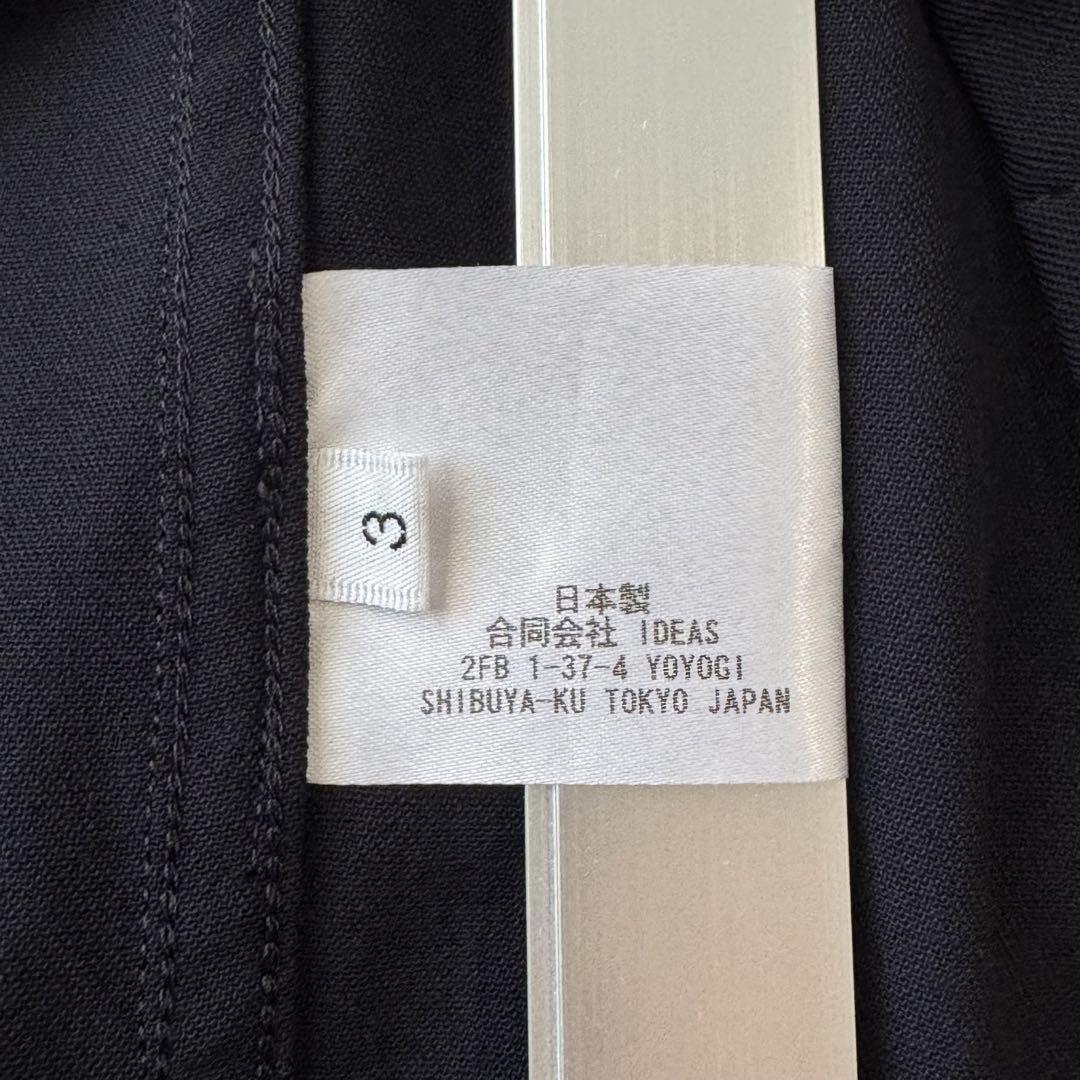 3
日本製
合同会社 IDEAS
2FB 1-37-4 YOYOGI
SHIBUYA-KU TOKYO JAPAN